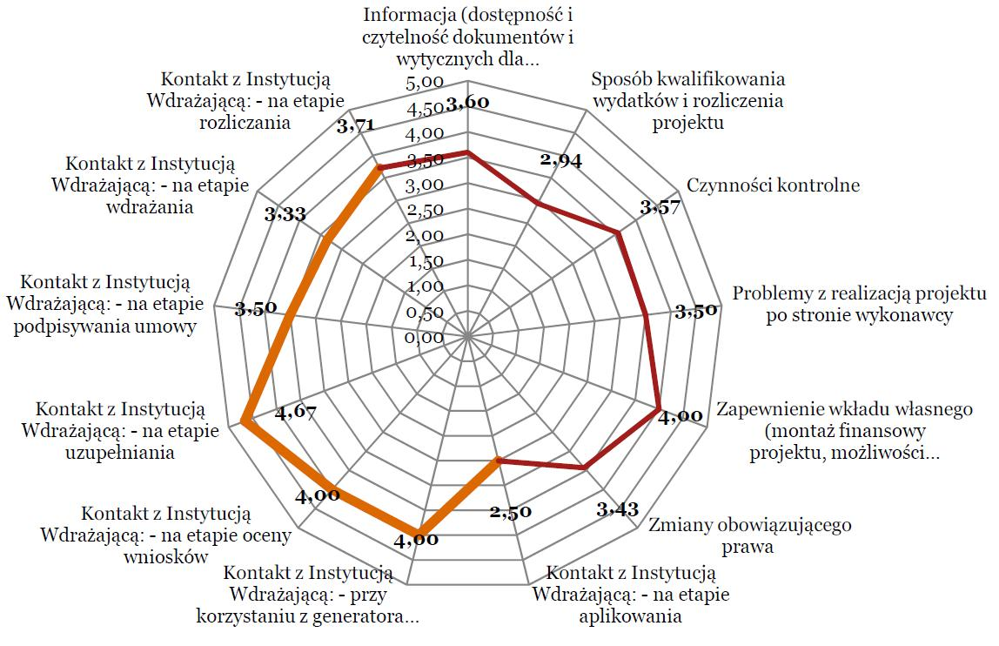 Informacja (dostępność i
czytelność dokumentów i
wytycznych dla...
Sposób kwalifikowania
wydatków i rozliczenia
projektu
Czynności kontrolne
Problemy z realizacją projektu
po stronie wykonawcy
Zapewnienie wkładu własnego
(montaż finansowy
projektu, możliwości...
Zmiany obowiązującego
prawa
Kontakt z Instytucją
Wdrażającą: - na etapie
aplikowania
Kontakt z Instytucją
Wdrażającą: - przy
korzystaniu z generatora...
Kontakt z Instytucją
Wdrażającą: - na etapie oceny
wniosków
Kontakt z Instytucją
Wdrażającą: - na etapie
uzupełniania
Kontakt z Instytucją
Wdrażającą: - na etapie
podpisywania umowy
Kontakt z Instytucją
Wdrażającą: - na etapie
wdrażania
Kontakt z Instytucją
Wdrażającą: - na etapie
rozliczania
5,00
4,50
4,00
3,50
3,00
2,50
2,00
1,50
1,00
0,50
0,00
3,60
2,94
3,57
3,50
4,00
3,43
2,50
4,00
4,00
4,67
3,50
3,33
3,71